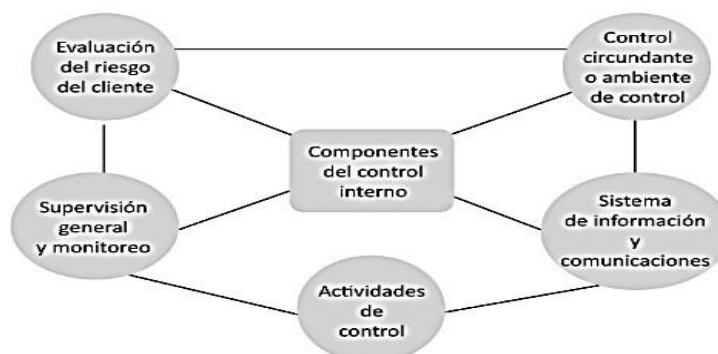 Evaluación
del riesgo
del cliente
Control
circundante
o ambiente
de control
Componentes
del control
interno
Supervisión
general
y monitoreo
Sistema
de información
y
comunicaciones
Actividades
de
control